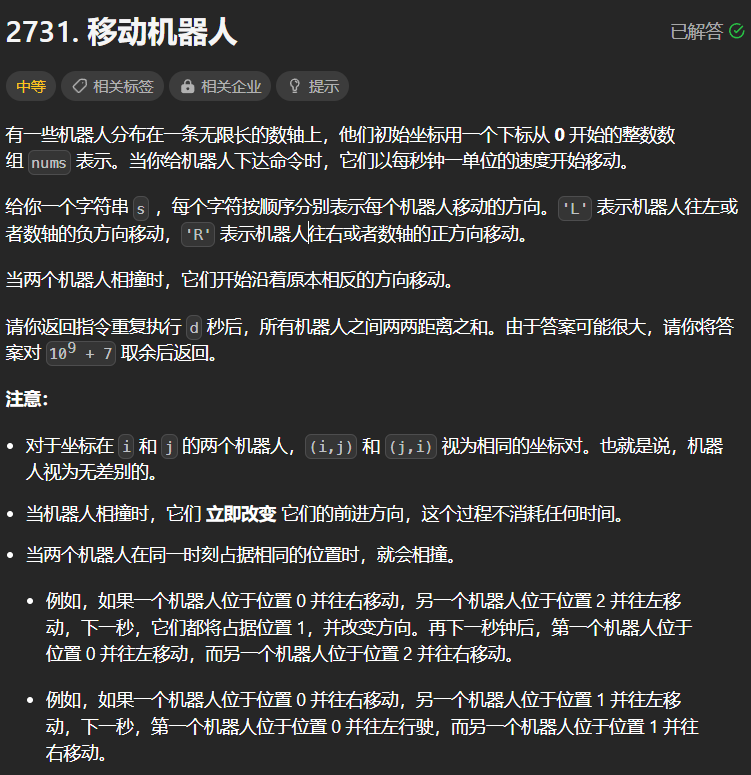 2731. 移动机器人
已解答
中等
相关标签
相关企业
提示
有一些机器人分布在一条无限长的数轴上，他们初始坐标用一个下标从 0 开始的整数数
组 nums 表示。当你给机器人下达命令时，它们以每秒钟一单位的速度开始移动。
给你一个字符串 s ，每个字符按顺序分别表示每个机器人移动的方向。'L' 表示机器人往左或
者数轴的负方向移动，'R' 表示机器人往右或者数轴的正方向移动。
当两个机器人相撞时，它们开始沿着原本相反的方向移动。
请你返回指令重复执行 d 秒后，所有机器人之间两两距离之和。由于答案可能很大，请你将答
案对 10⁹ + 7 取余后返回。
注意：
• 对于坐标在 i 和 j 的两个机器人，(i,j) 和 (j,i) 视为相同的坐标对。也就是说，机器
人视为无差别的。
• 当机器人相撞时，它们 立即改变 它们的前进方向，这个过程不消耗任何时间。
• 当两个机器人在同一时刻占据相同的位置时，就会相撞。
• 例如，如果一个机器人位于位置 0 并往右移动，另一个机器人位于位置 2 并往左移
动，下一秒，它们都将占据位置 1，并改变方向。再下一秒钟后，第一个机器人位于
位置 0 并往左移动，而另一个机器人位于位置 2 并往右移动。
• 例如，如果一个机器人位于位置 0 并往右移动，另一个机器人位于位置 1 并往左移
动，下一秒，第一个机器人位于位置 0 并往左行驶，而另一个机器人位于位置 1 并往
右移动。